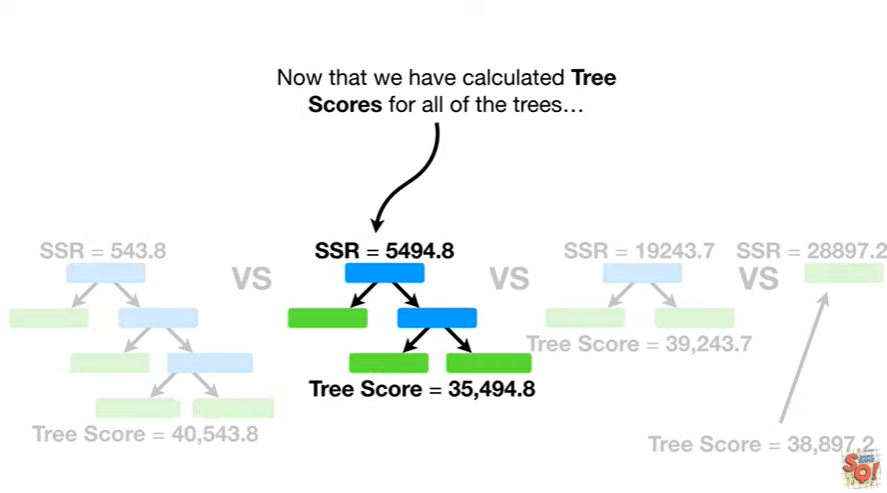 Now that we have calculated Tree
Scores for all of the trees…
SSR = 543.8
VS
SSR = 5494.8
VS
SSR = 19243.7
VS
SSR = 28897.2
Tree Score = 40,543.8
Tree Score = 35,494.8
Tree Score = 39,243.7
Tree Score = 38,897.2
SQ!